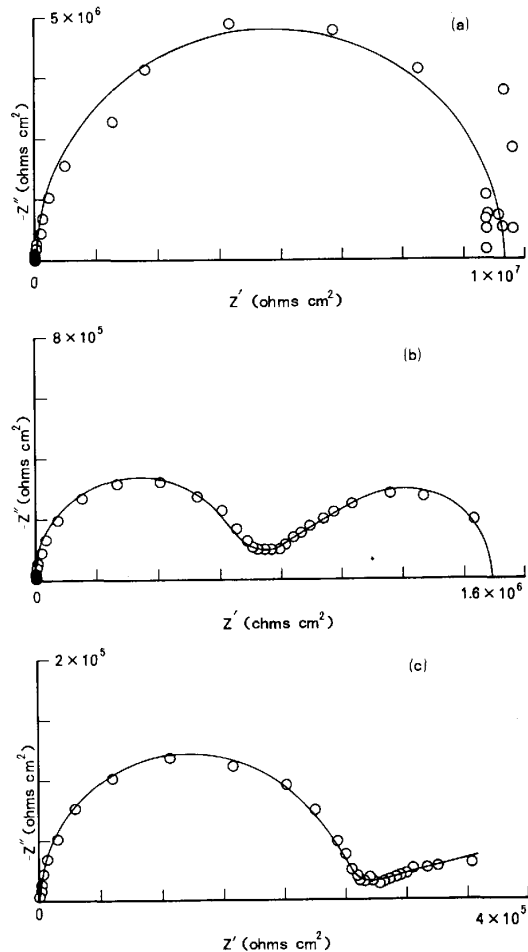 5 × 10⁶
(a)
-Z″ (ohms cm²)
0
1 × 10⁷
Z′ (ohms cm²)
8 × 10⁵
(b)
-Z″ (ohms cm²)
0
1.6 × 10⁶
Z′ (ohms cm²)
2 × 10⁵
(c)
-Z″ (ohms cm²)
0
4 × 10⁵
Z′ (ohms cm²)